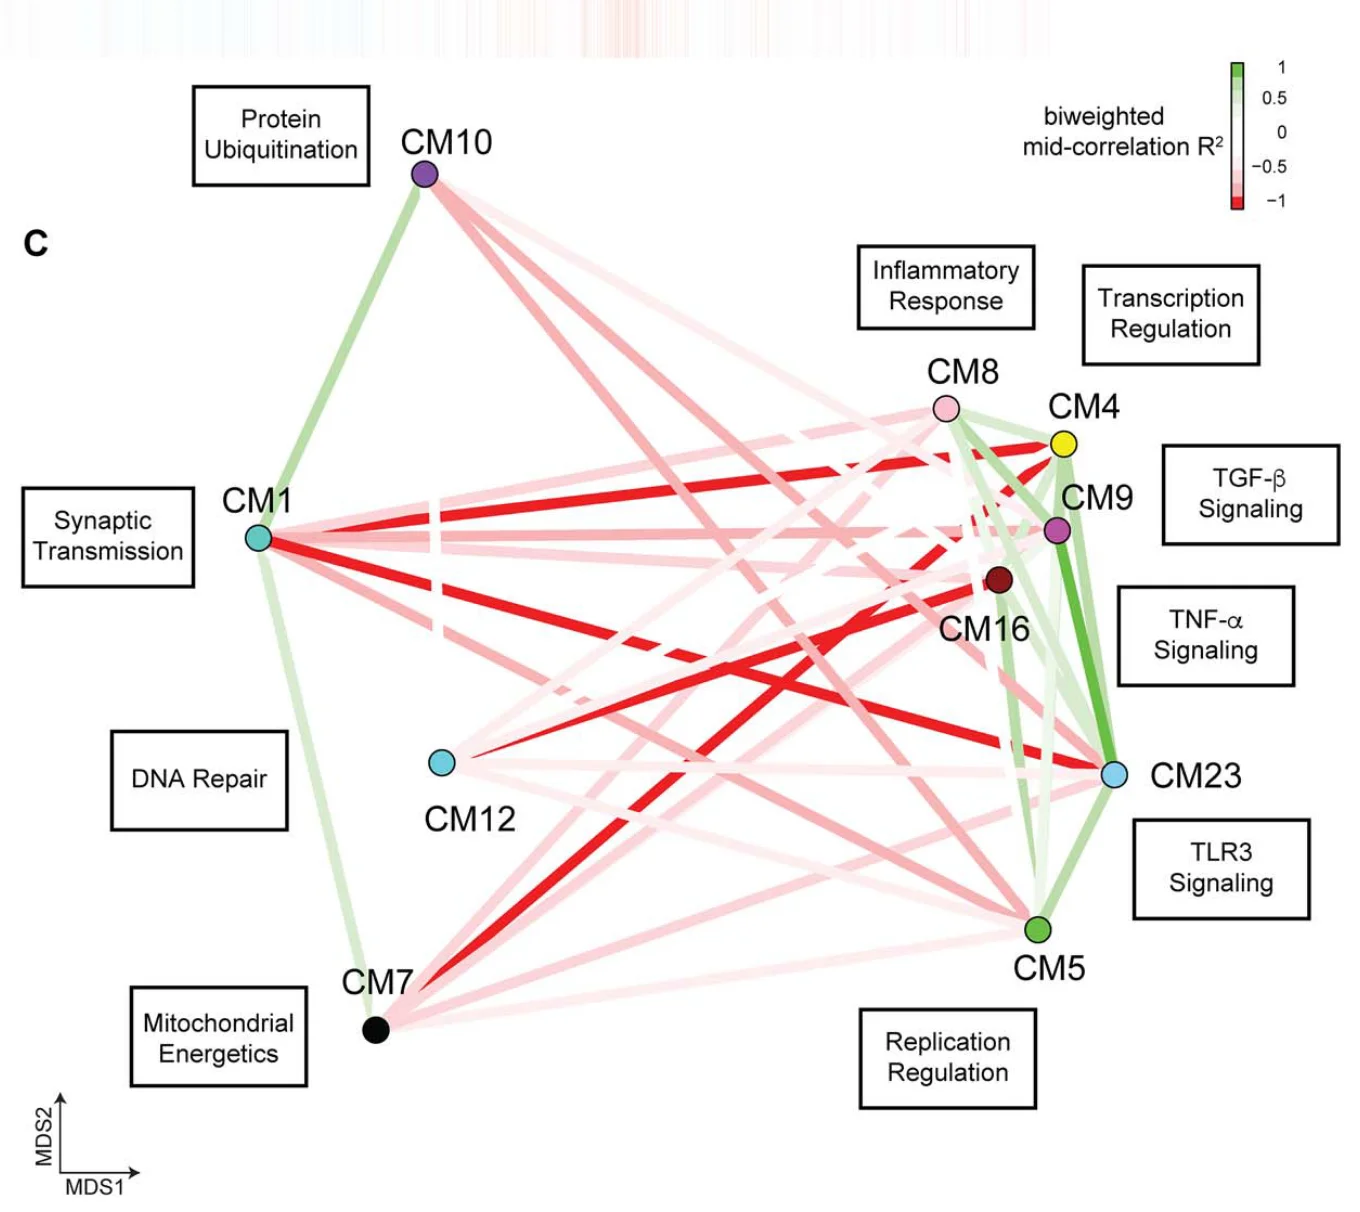 C
Protein
Ubiquitination
CM10
biweighted
mid-correlation R²
1
0.5
0
−0.5
−1
Inflammatory
Response
Transcription
Regulation
CM8
CM4
CM1
Synaptic
Transmission
CM9
TGF-β
Signaling
CM16
TNF-α
Signaling
DNA Repair
CM12
CM23
TLR3
Signaling
CM7
CM5
Mitochondrial
Energetics
Replication
Regulation
MDS2
MDS1